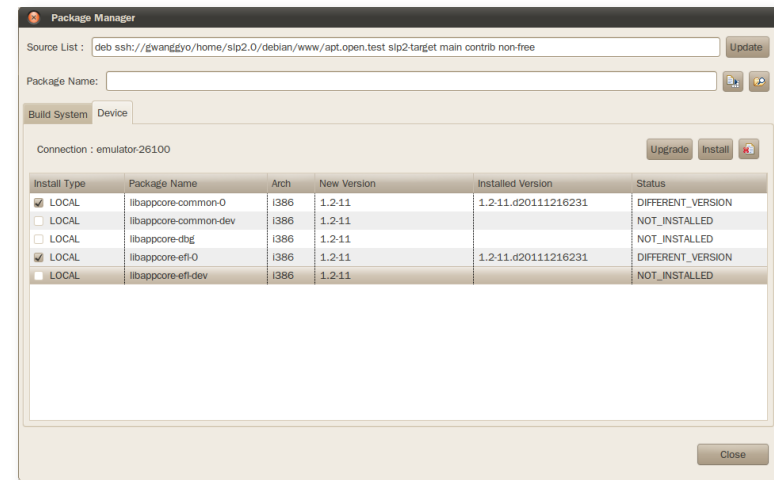 Package Manager
Source List : deb ssh://gwanggyo/home/slp2.0/debian/www/apt.open.test slp2-target main contrib non-free Update
Package Name:
Build System Device
Connection : emulator-26100 Upgrade Install
Install Type Package Name Arch New Version Installed Version Status
LOCAL libappcore-common-0 i386 1.2-11 1.2-11.d20111216231 DIFFERENT_VERSION
LOCAL libappcore-common-dev i386 1.2-11 NOT_INSTALLED
LOCAL libappcore-dbg i386 1.2-11 NOT_INSTALLED
LOCAL libappcore-efl-0 i386 1.2-11 1.2-11.d20111216231 DIFFERENT_VERSION
LOCAL libappcore-efl-dev i386 1.2-11 NOT_INSTALLED
Close